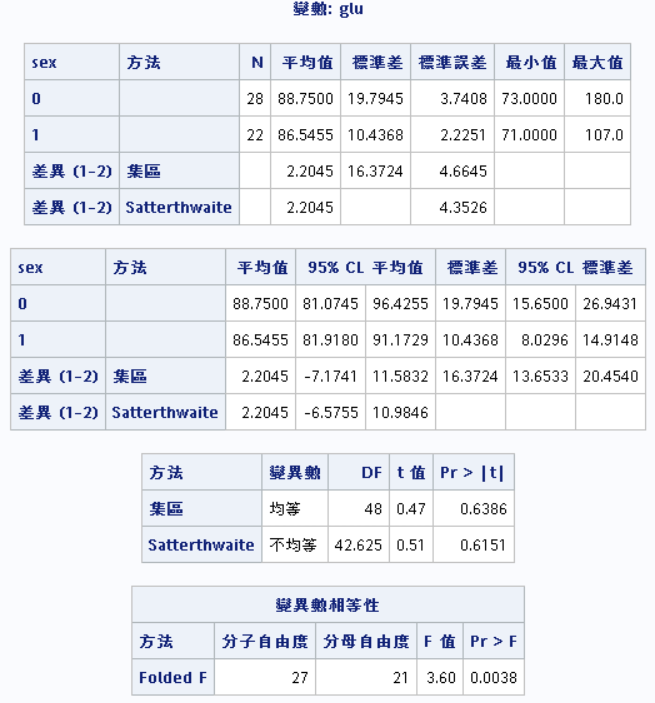 變數: glu
sex 方法 N 平均值 標準差 標準誤差 最小值 最大值
0 28 88.7500 19.7945 3.7408 73.0000 180.0
1 22 86.5455 10.4368 2.2251 71.0000 107.0
差異 (1-2) 集區 2.2045 16.3724 4.6645
差異 (1-2) Satterthwaite 2.2045 4.3526
sex 方法 平均值 95% CL 平均值 標準差 95% CL 標準差
0 88.7500 81.0745 96.4255 19.7945 15.6500 26.9431
1 86.5455 81.9180 91.1729 10.4368 8.0296 14.9148
差異 (1-2) 集區 2.2045 -7.1741 11.5832 16.3724 13.6533 20.4540
差異 (1-2) Satterthwaite 2.2045 -6.5755 10.9846
方法 變異數 DF t 值 Pr > |t|
集區 均等 48 0.47 0.6386
Satterthwaite 不均等 42.625 0.51 0.6151
變異數相等性
方法 分子自由度 分母自由度 F 值 Pr > F
Folded F 27 21 3.60 0.0038